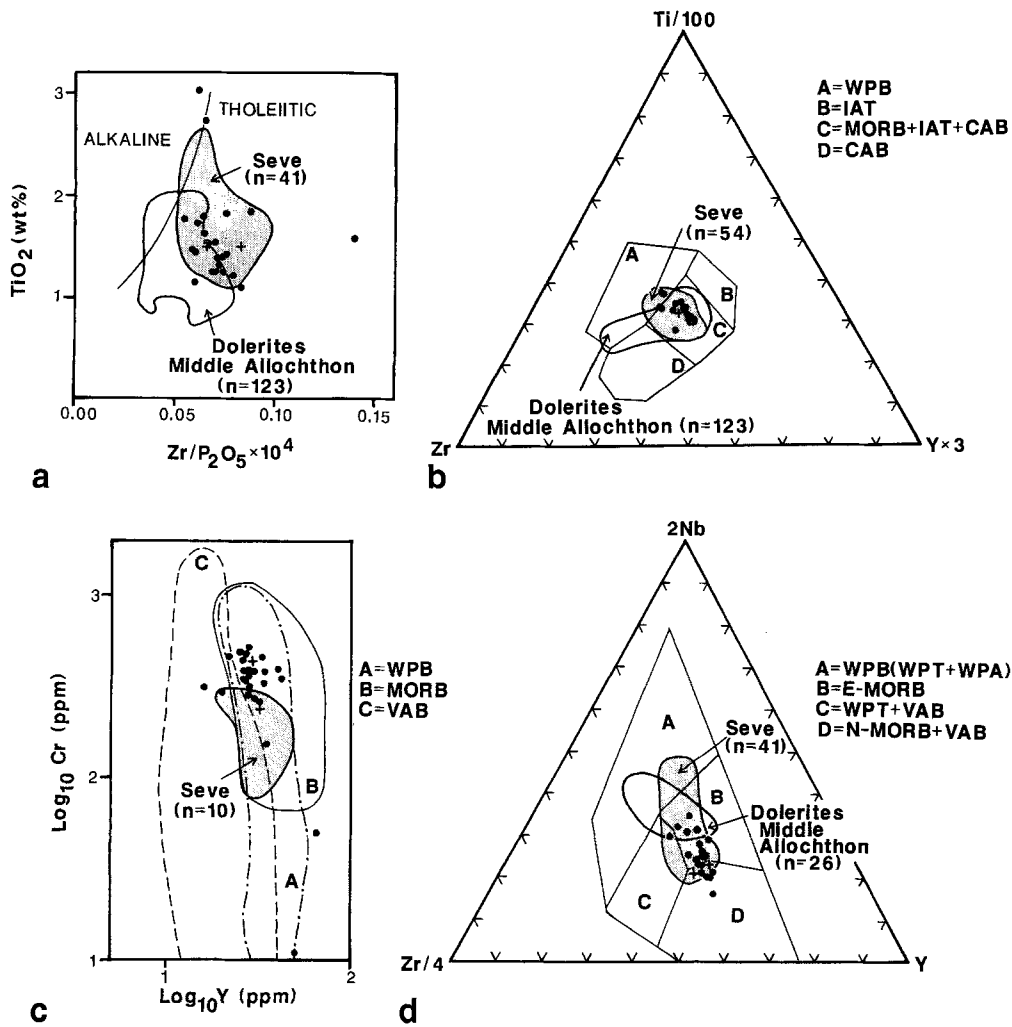 3
2
1
TiO2 (wt%)
ALKALINE
THOLEIITIC
Seve
(n=41)
Dolerites
Middle Allochthon
(n=123)
0.00
0.05
0.10
0.15
Zr/P2O5×10^4
a
Ti/100
A=WPB
B=IAT
C=MORB+IAT+CAB
D=CAB
Seve
(n=54)
A
B
C
D
Dolerites
Middle Allochthon (n=123)
Zr
Y×3
b
3
2
1
Log10 Cr (ppm)
C
A=WPB
B=MORB
C=VAB
Seve
(n=10)
B
A
1
2
Log10Y (ppm)
c
2Nb
A=WPB(WPT+WPA)
B=E-MORB
C=WPT+VAB
D=N-MORB+VAB
A
Seve
(n=41)
B
Dolerites
Middle
Allochthon
(n=26)
C
D
Zr/4
Y
d